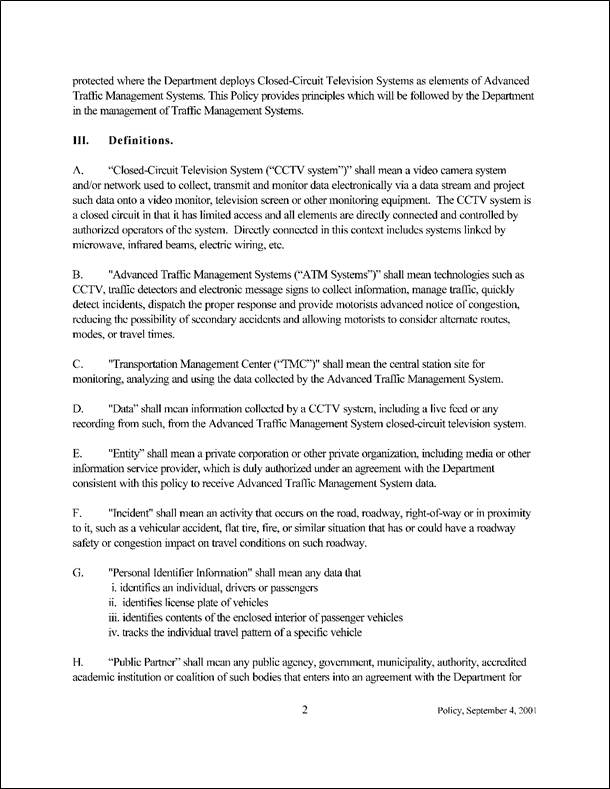 protected where the Department deploys Closed-Circuit Television Systems as elements of Advanced
Traffic Management Systems. This Policy provides principles which will be followed by the Department
in the management of Traffic Management Systems.
III. Definitions.
A. “Closed-Circuit Television System (“CCTV system”)” shall mean a video camera system
and/or network used to collect, transmit and monitor data electronically via a data stream and project
such data onto a video monitor, television screen or other monitoring equipment. The CCTV system is
a closed circuit in that it has limited access and all elements are directly connected and controlled by
authorized operators of the system. Directly connected in this context includes systems linked by
microwave, infrared beams, electric wiring, etc.
B. "Advanced Traffic Management Systems (“ATM Systems”)” shall mean technologies such as
CCTV, traffic detectors and electronic message signs to collect information, manage traffic, quickly
detect incidents, dispatch the proper response and provide motorists advanced notice of congestion,
reducing the possibility of secondary accidents and allowing motorists to consider alternate routes,
modes, or travel times.
C. "Transportation Management Center (“TMC”)" shall mean the central station site for
monitoring, analyzing and using the data collected by the Advanced Traffic Management System.
D. "Data” shall mean information collected by a CCTV system, including a live feed or any
recording from such, from the Advanced Traffic Management System closed-circuit television system.
E. "Entity” shall mean a private corporation or other private organization, including media or other
information service provider, which is duly authorized under an agreement with the Department
consistent with this policy to receive Advanced Traffic Management System data.
F. "Incident" shall mean an activity that occurs on the road, roadway, right-of-way or in proximity
to it, such as a vehicular accident, flat tire, fire, or similar situation that has or could have a roadway
safety or congestion impact on travel conditions on such roadway.
G. "Personal Identifier Information" shall mean any data that
i. identifies an individual, drivers or passengers
ii. identifies license plate of vehicles
iii. identifies contents of the enclosed interior of passenger vehicles
iv. tracks the individual travel pattern of a specific vehicle
H. “Public Partner” shall mean any public agency, government, municipality, authority, accredited
academic institution or coalition of such bodies that enters into an agreement with the Department for
2 Policy, September 4, 2001